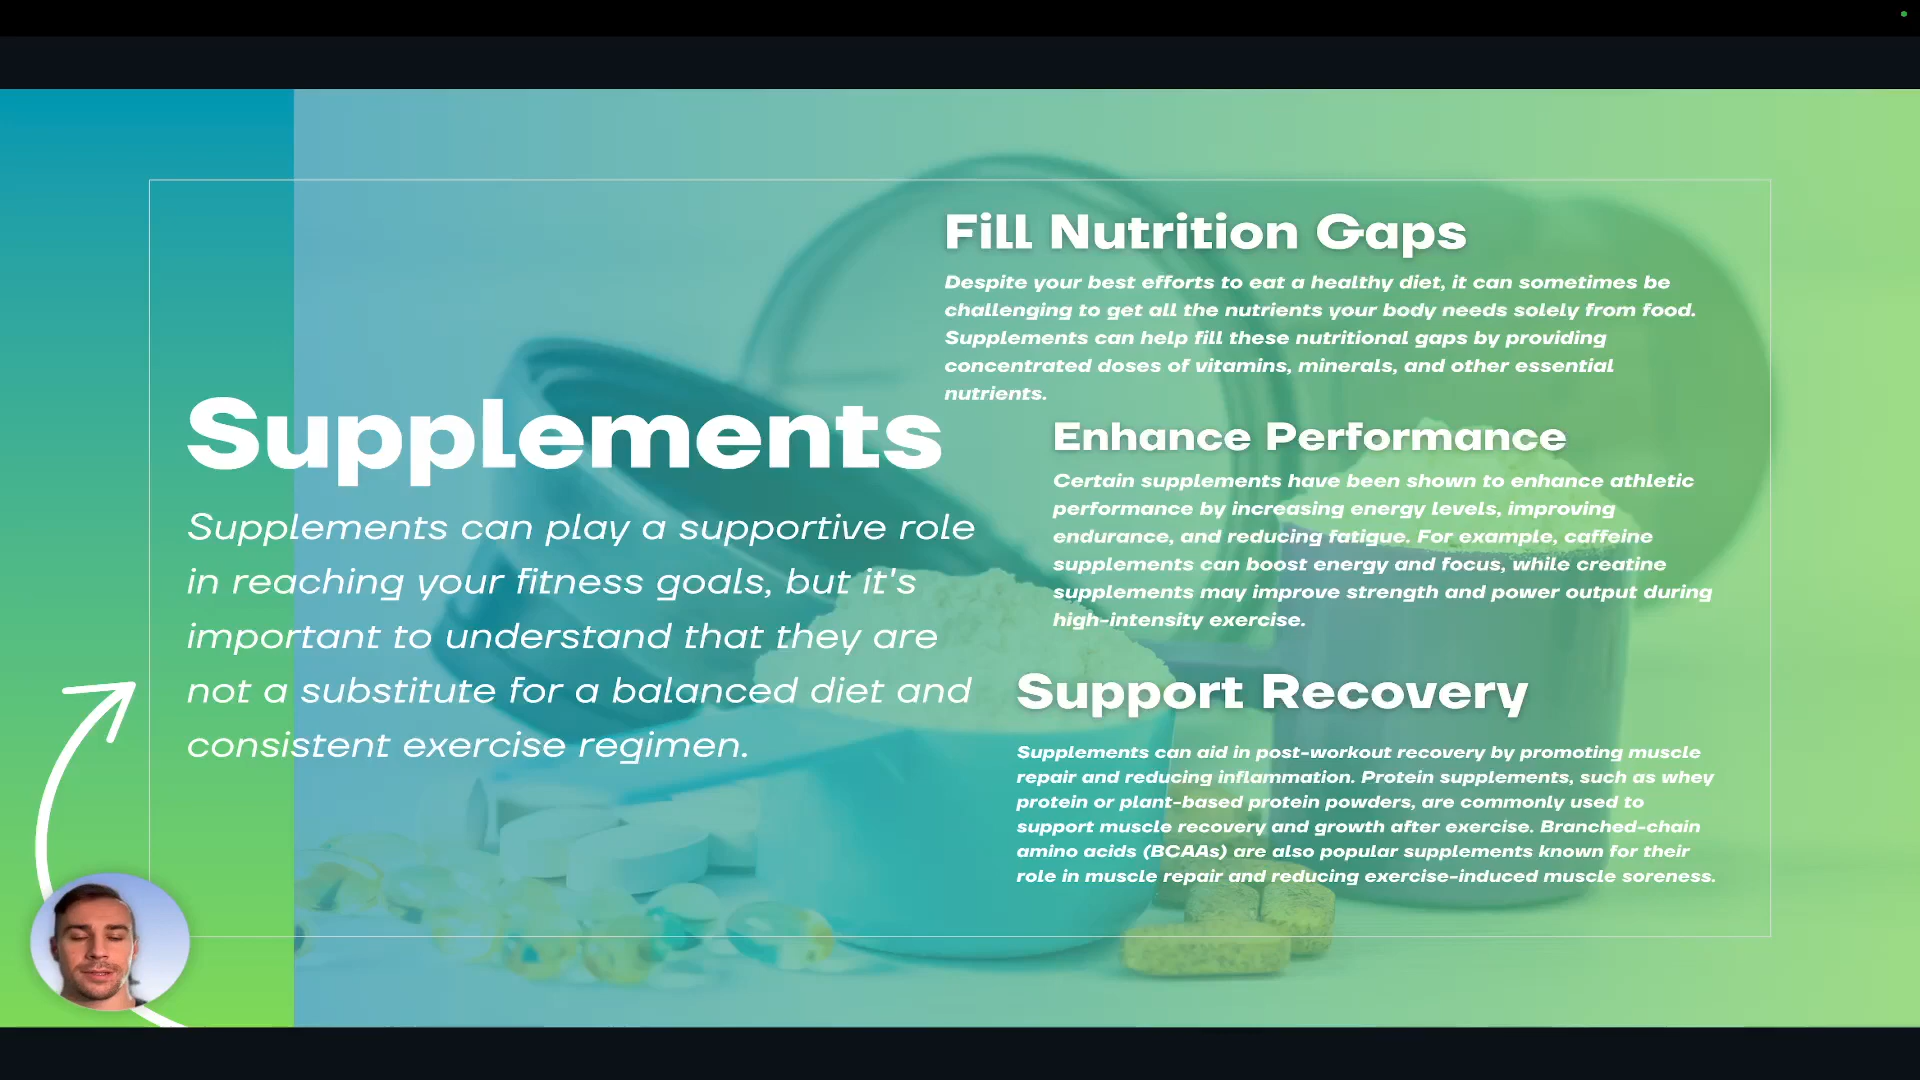 Supplements
Supplements can play a supportive role
in reaching your fitness goals, but it's
important to understand that they are
not a substitute for a balanced diet and
consistent exercise regimen.
Fill Nutrition Gaps
Despite your best efforts to eat a healthy diet, it can sometimes be
challenging to get all the nutrients your body needs solely from food.
Supplements can help fill these nutritional gaps by providing
concentrated doses of vitamins, minerals, and other essential
nutrients.
Enhance Performance
Certain supplements have been shown to enhance athletic
performance by increasing energy levels, improving
endurance, and reducing fatigue. For example, caffeine
supplements can boost energy and focus, while creatine
supplements may improve strength and power output during
high-intensity exercise.
Support Recovery
Supplements can aid in post-workout recovery by promoting muscle
repair and reducing inflammation. Protein supplements, such as whey
protein or plant-based protein powders, are commonly used to
support muscle recovery and growth after exercise. Branched-chain
amino acids (BCAAs) are also popular supplements known for their
role in muscle repair and reducing exercise-induced muscle soreness.